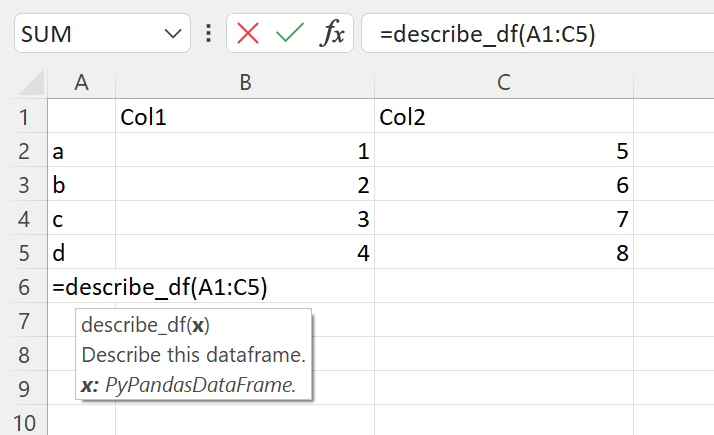 SUM fx =describe_df(A1:C5)
A B C
1 Col1 Col2
2 a 1 5
3 b 2 6
4 c 3 7
5 d 4 8
6 =describe_df(A1:C5)
7 describe_df(x)
8 Describe this dataframe.
9 x: PyPandasDataFrame.
10